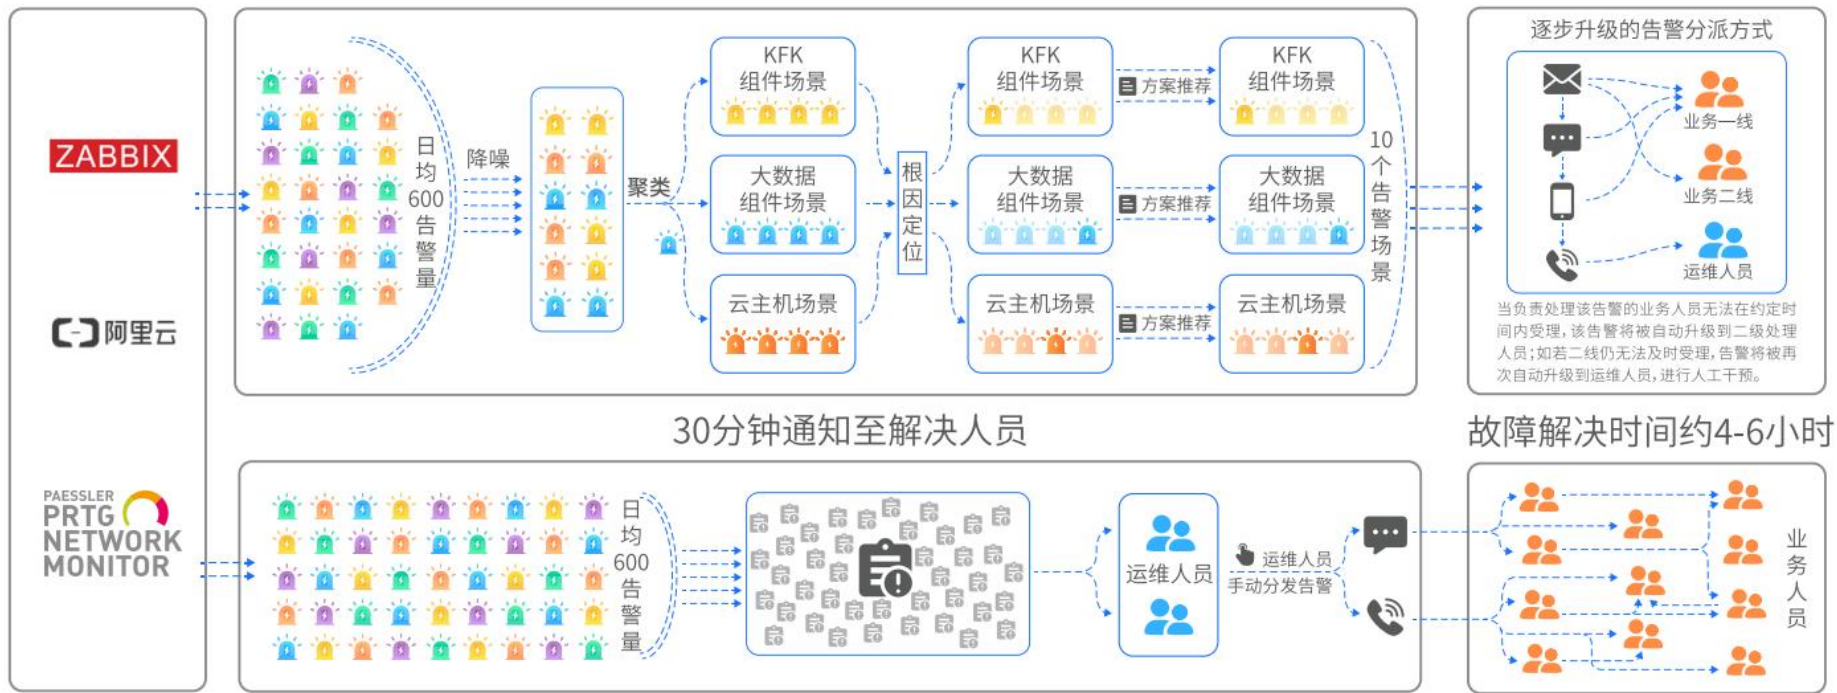 ZABBIX
阿里云
PAESSLER
PRTG
NETWORK
MONITOR
日均600告警量
降噪
聚类
KFK
组件场景
大数据
组件场景
云主机场景
根因定位
KFK
组件场景
大数据
组件场景
云主机场景
方案推荐
方案推荐
方案推荐
KFK
组件场景
大数据
组件场景
云主机场景
10个告警场景
逐步升级的告警分派方式
业务一线
业务二线
运维人员
当负责处理该告警的业务人员无法在约定时
间内受理,该告警将被自动升级到二级处理
人员;如若二线仍无法及时受理,告警将被再
次自动升级到运维人员,进行人工干预。
30分钟通知至解决人员
故障解决时间约4-6小时
日均600告警量
运维人员
运维人员
手动分发告警
业务人员